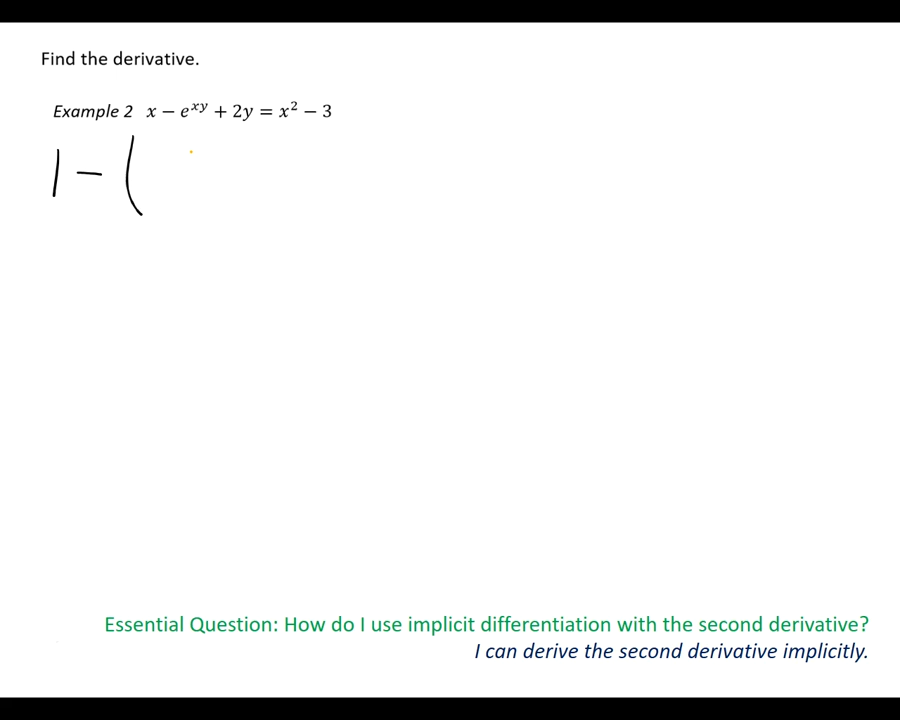 Find the derivative.
Example 2 x − e^{xy} + 2y = x² − 3
1 − (
Essential Question: How do I use implicit differentiation with the second derivative?
I can derive the second derivative implicitly.